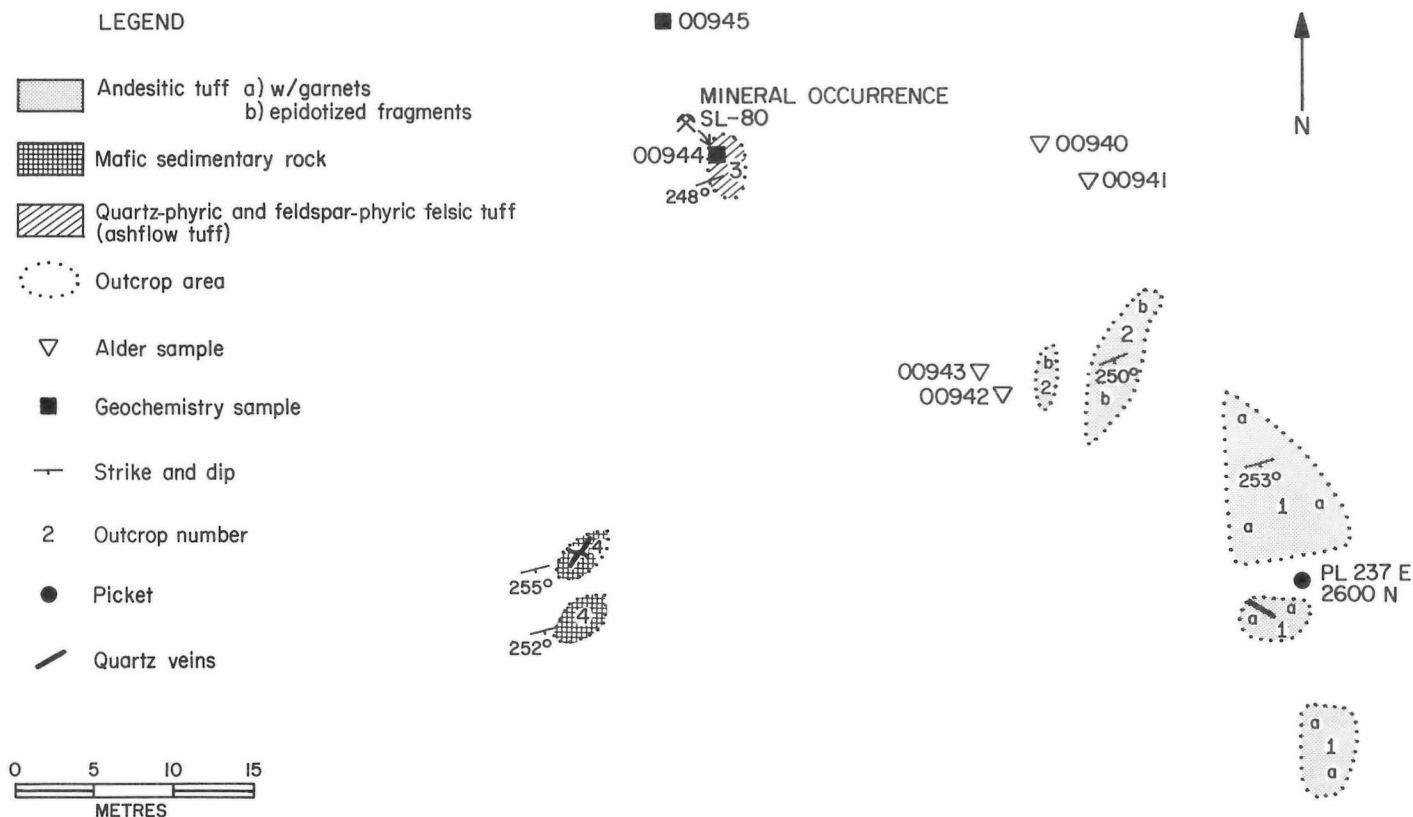 LEGEND
Andesitic tuff a) w/garnets
b) epidotized fragments
Mafic sedimentary rock
Quartz-phyric and feldspar-phyric felsic tuff
(ashflow tuff)
Outcrop area
Alder sample
Geochemistry sample
Strike and dip
2 Outcrop number
Picket
Quartz veins
0 5 10 15
METRES
00945
MINERAL OCCURRENCE
SL-80
00944
3
248°
N
00940
00941
b
2
250°
b
00943
00942
b
2
a
253°
a
1
a
PL 237 E
2600 N
a
a
1
a
1
a
4
255°
4
252°